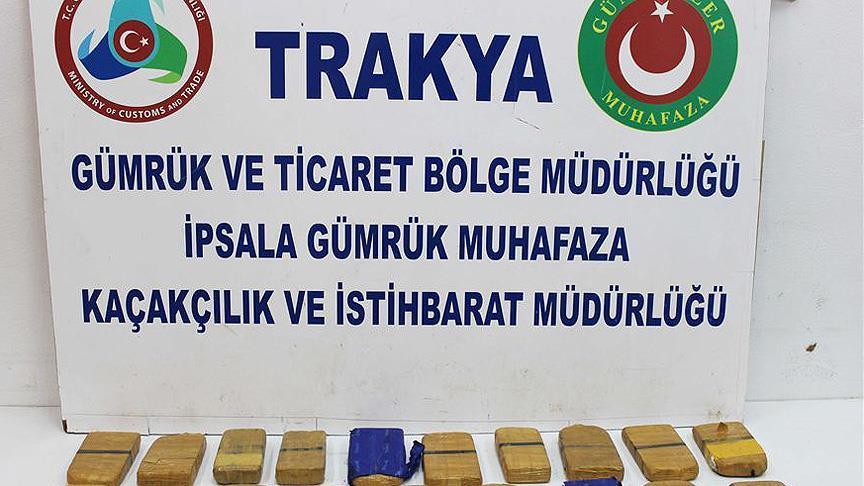 T.C.
MINISTRY OF CUSTOMS AND TRADE
TRAKYA
MUHAFAZA
GÜMRÜK VE TİCARET BÖLGE MÜDÜRLÜĞÜ
İPSALA GÜMRÜK MUHAFAZA
KAÇAKÇILIK VE İSTİHBARAT MÜDÜRLÜĞÜ